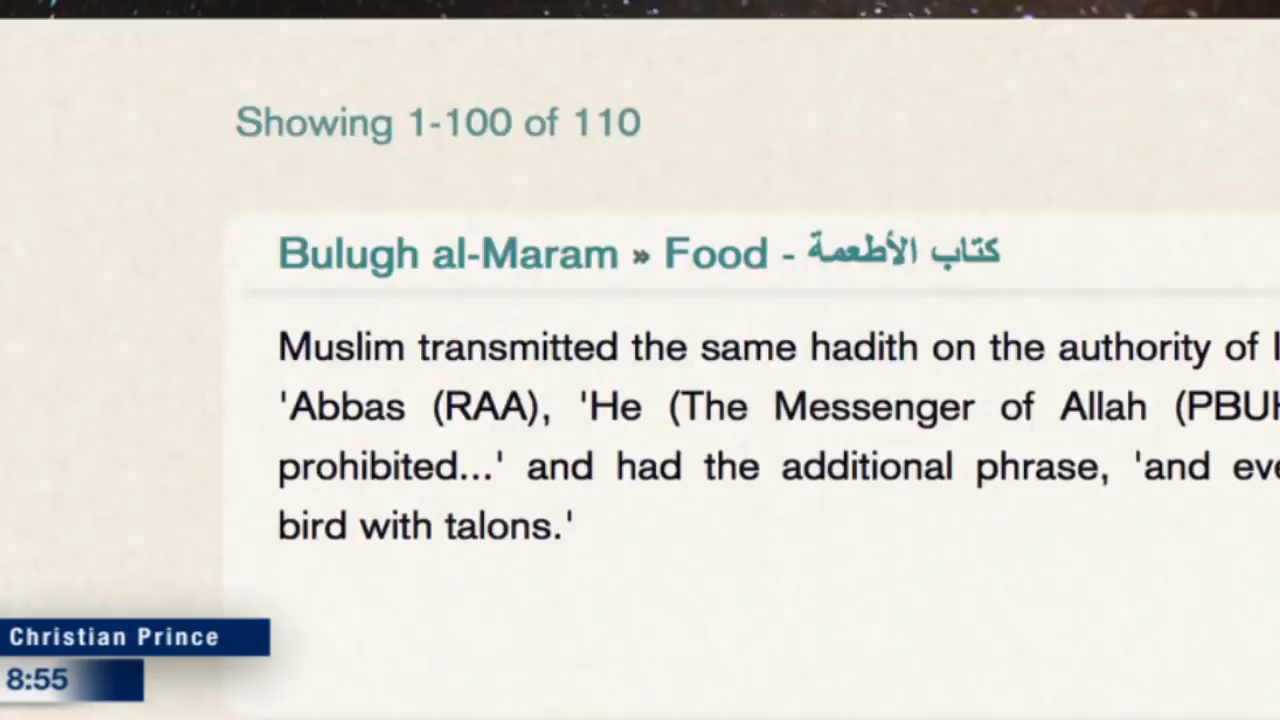 Showing 1-100 of 110
Bulugh al-Maram » Food - كتاب الأطعمة
Muslim transmitted the same hadith on the authority of
'Abbas (RAA), 'He (The Messenger of Allah (PBUH
prohibited...' and had the additional phrase, 'and eve
bird with talons.'
Christian Prince
8:55